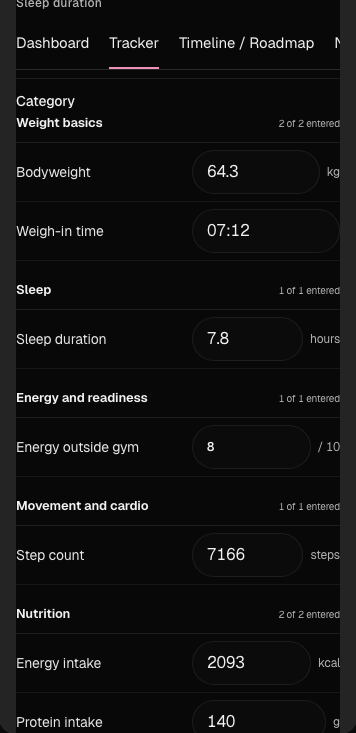 Sleep duration
Dashboard Tracker Timeline / Roadmap
Category
Weight basics 2 of 2 entered
Bodyweight 64.3 kg
Weigh-in time 07:12
Sleep 1 of 1 entered
Sleep duration 7.8 hours
Energy and readiness 1 of 1 entered
Energy outside gym 8 / 10
Movement and cardio 1 of 1 entered
Step count 7166 steps
Nutrition 2 of 2 entered
Energy intake 2093 kcal
Protein intake 140 g